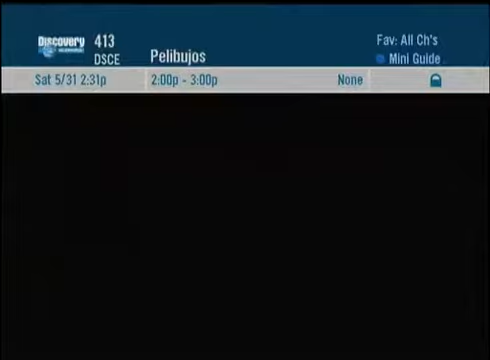 Discovery
413
DSCE
Pelibujos
Fav: All Ch's
Mini Guide
Sat 5/31 2:31p
2:00p - 3:00p
None